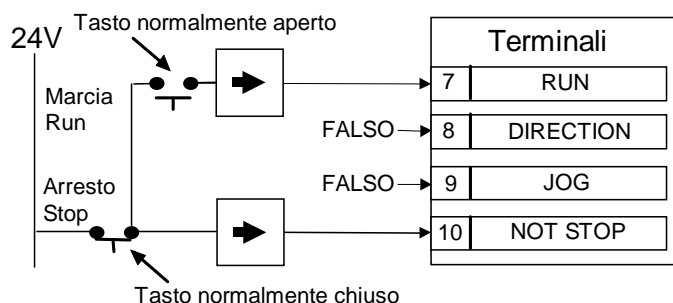 Tasto normalmente aperto
24V
Terminali
Marcia
Run
7 RUN
FALSO 8 DIRECTION
FALSO 9 JOG
Arresto
Stop
10 NOT STOP
Tasto normalmente chiuso